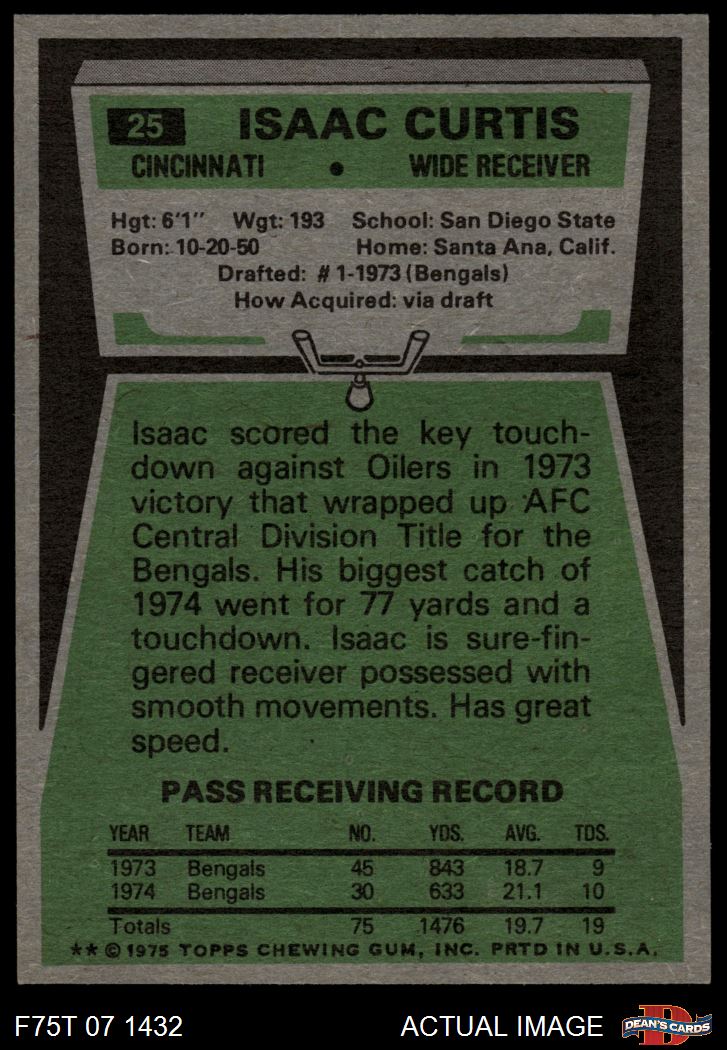 25 ISAAC CURTIS
CINCINNATI • WIDE RECEIVER
Hgt: 6'1" Wgt: 193 School: San Diego State
Born: 10-20-50 Home: Santa Ana, Calif.
Drafted: #1-1973 (Bengals)
How Acquired: via draft
Isaac scored the key touch-
down against Oilers in 1973
victory that wrapped up AFC
Central Division Title for the
Bengals. His biggest catch of
1974 went for 77 yards and a
touchdown. Isaac is sure-fin-
gered receiver possessed with
smooth movements. Has great
speed.
PASS RECEIVING RECORD
YEAR TEAM NO. YDS. AVG. TDS.
1973 Bengals 45 843 18.7 9
1974 Bengals 30 633 21.1 10
Totals 75 1476 19.7 19
**©1975 TOPPS CHEWING GUM, INC. PRTD IN U.S.A.
F75T 07 1432 ACTUAL IMAGE D DEAN'S CARDS